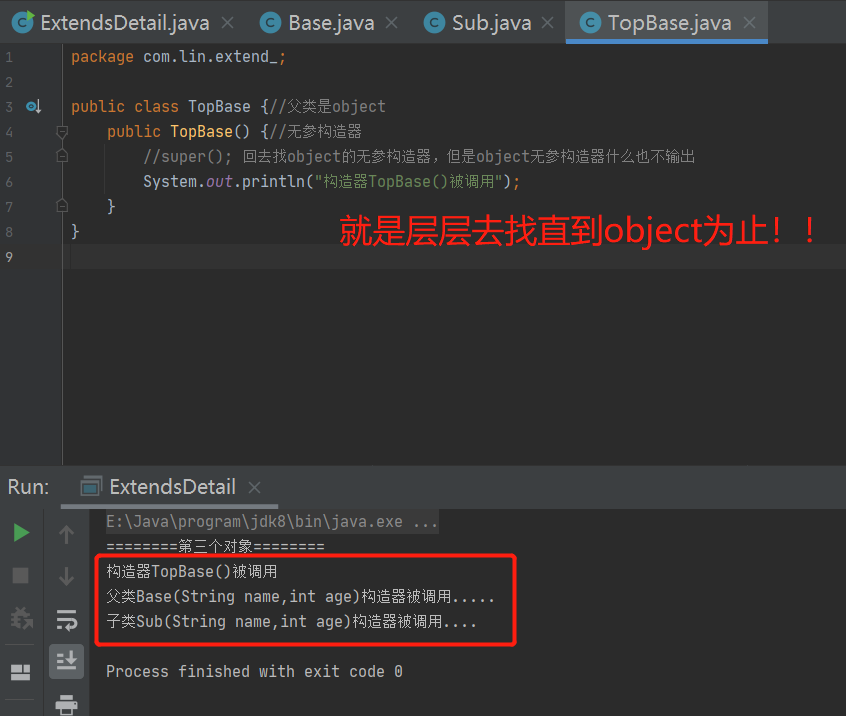 ExtendsDetail.java Base.java Sub.java TopBase.java
1 package com.lin.extend_;
2
3 public class TopBase {//父类是object
4 public TopBase() {//无参构造器
5 //super(); 回去找object的无参构造器，但是object无参构造器什么也不输出
6 System.out.println("构造器TopBase()被调用");
7 }
就是层层去找直到object为止！！
8 }
9
Run: ExtendsDetail
E:\Java\program\jdk8\bin\java.exe ...
========第三个对象========
构造器TopBase()被调用
父类Base(String name,int age)构造器被调用.....
子类Sub(String name,int age)构造器被调用....
Process finished with exit code 0